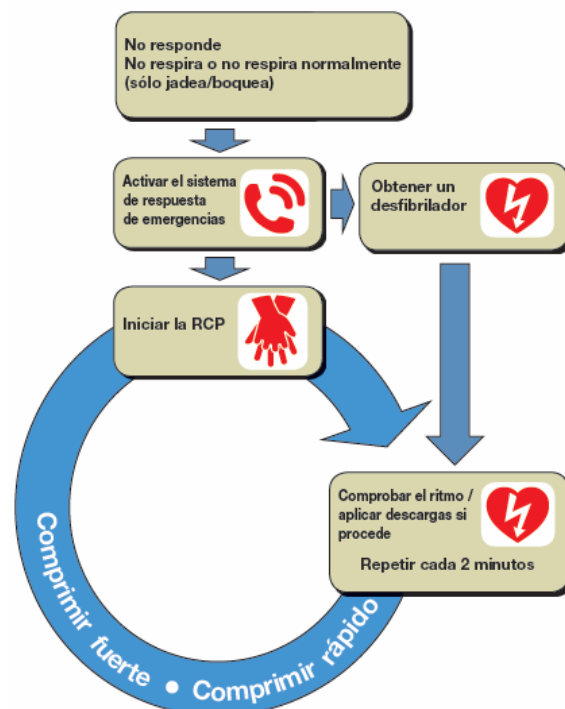 No responde
No respira o no respira normalmente
(sólo jadea/boquea)
Activar el sistema
de respuesta
de emergencias
Obtener un
desfibrilador
Iniciar la RCP
Comprobar el ritmo /
aplicar descargas si
procede
Repetir cada 2 minutos
Comprimir fuerte • Comprimir rápido